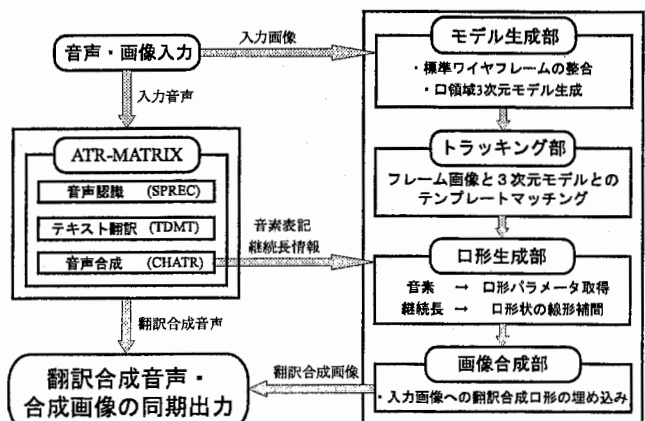 音声・画像入力
入力画像
入力音声
ATR-MATRIX
音声認識 (SPREC)
テキスト翻訳 (TDMT)
音声合成 (CHATR)
音素表記
継続長情報
翻訳合成音声
翻訳合成音声・
合成画像の同期出力
モデル生成部
・標準ワイヤフレームの整合
・口領域3次元モデル生成
トラッキング部
フレーム画像と3次元モデルとの
テンプレートマッチング
口形生成部
音素 → 口形パラメータ取得
継続長 → 口形状の線形補間
画像合成部
・入力画像への翻訳合成口形の埋め込み
翻訳合成画像